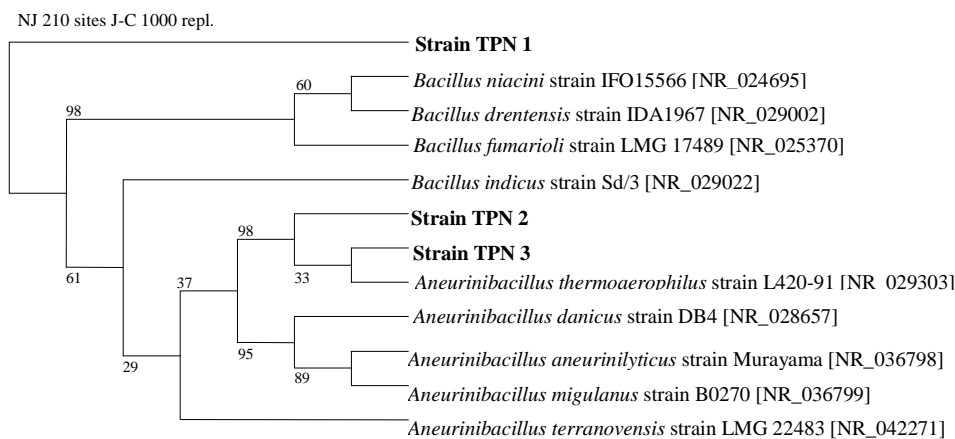 NJ 210 sites J-C 1000 repl.
Strain TPN 1
Bacillus niacini strain IFO15566 [NR_024695]
60
Bacillus drentensis strain IDA1967 [NR_029002]
98
Bacillus fumarioli strain LMG 17489 [NR_025370]
Bacillus indicus strain Sd/3 [NR_029022]
Strain TPN 2
98
Strain TPN 3
61
33
37
Aneurinibacillus thermoaerophilus strain L420-91 [NR 029303]
Aneurinibacillus danicus strain DB4 [NR_028657]
95
29
Aneurinibacillus aneurinilyticus strain Murayama [NR_036798]
89
Aneurinibacillus migulanus strain B0270 [NR_036799]
Aneurinibacillus terranovensis strain LMG 22483 [NR_042271]